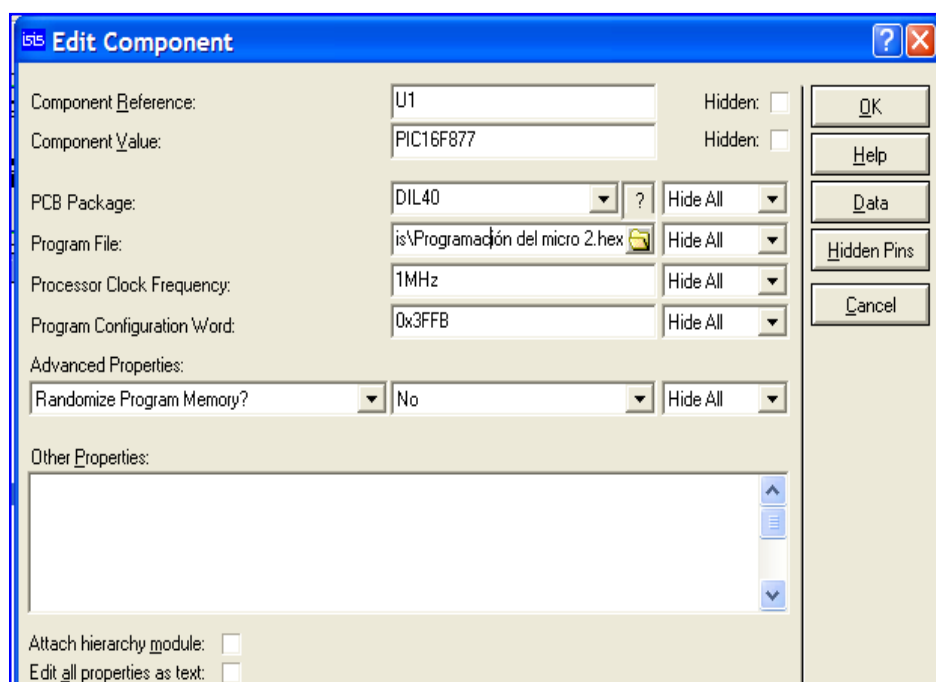 isis Edit Component
Component Reference: U1 Hidden: OK
Component Value: PIC16F877 Hidden: Help
PCB Package: DIL40 ? Hide All Data
Program File: is\Programación del micro 2.hex Hide All Hidden Pins
Processor Clock Frequency: 1MHz Hide All
Program Configuration Word: 0x3FFB Hide All Cancel
Advanced Properties:
Randomize Program Memory? No Hide All
Other Properties:
Attach hierarchy module:
Edit all properties as text: